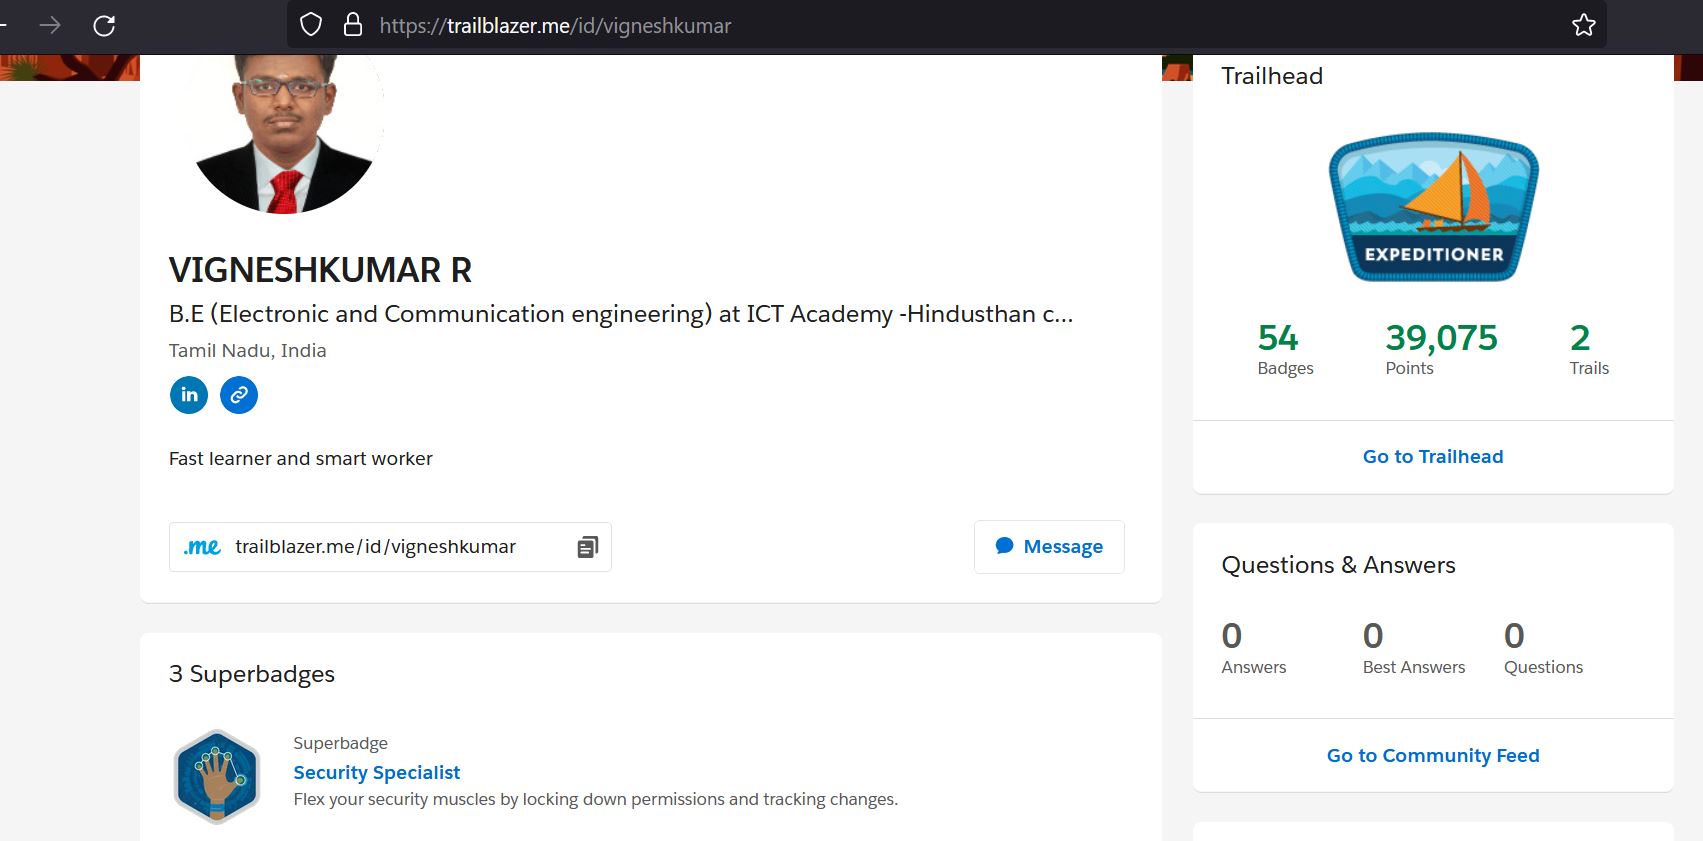 https://trailblazer.me/id/vigneshkumar
VIGNESHKUMAR R
B.E (Electronic and Communication engineering) at ICT Academy -Hindusthan c...
Tamil Nadu, India
in
Fast learner and smart worker
.me trailblazer.me/id/vigneshkumar
Message
3 Superbadges
Superbadge
Security Specialist
Flex your security muscles by locking down permissions and tracking changes.
Trailhead
EXPEDITIONER
54 39,075 2
Badges Points Trails
Go to Trailhead
Questions & Answers
0 0 0
Answers Best Answers Questions
Go to Community Feed